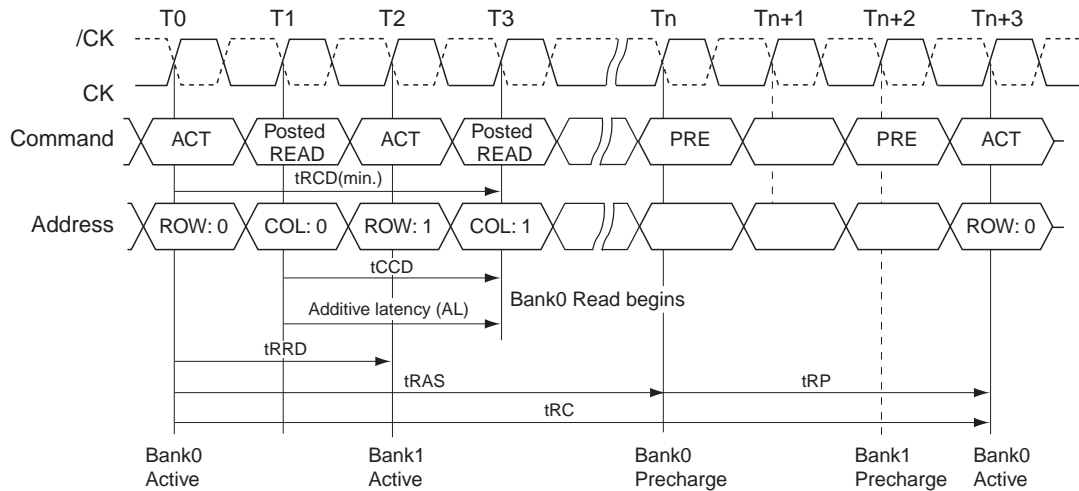 T0 T1 T2 T3 Tn Tn+1 Tn+2 Tn+3
/CK
CK
Command ACT Posted READ ACT Posted READ PRE PRE ACT
tRCD(min.)
Address ROW: 0 COL: 0 ROW: 1 COL: 1 ROW: 0
tCCD
Bank0 Read begins
Additive latency (AL)
tRRD
tRAS tRP
tRC
Bank0 Bank1 Bank0 Bank1 Bank0
Active Active Precharge Precharge Active